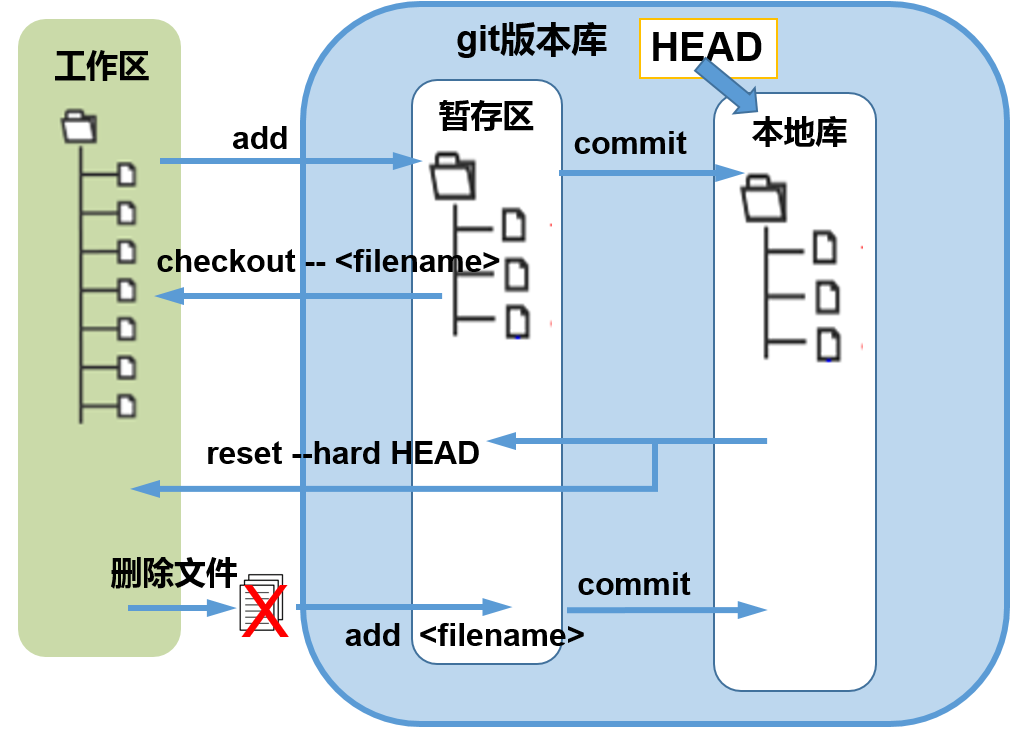 git版本库
HEAD
工作区
暂存区
本地库
add
commit
checkout -- <filename>
reset --hard HEAD
删除文件
X
commit
add <filename>